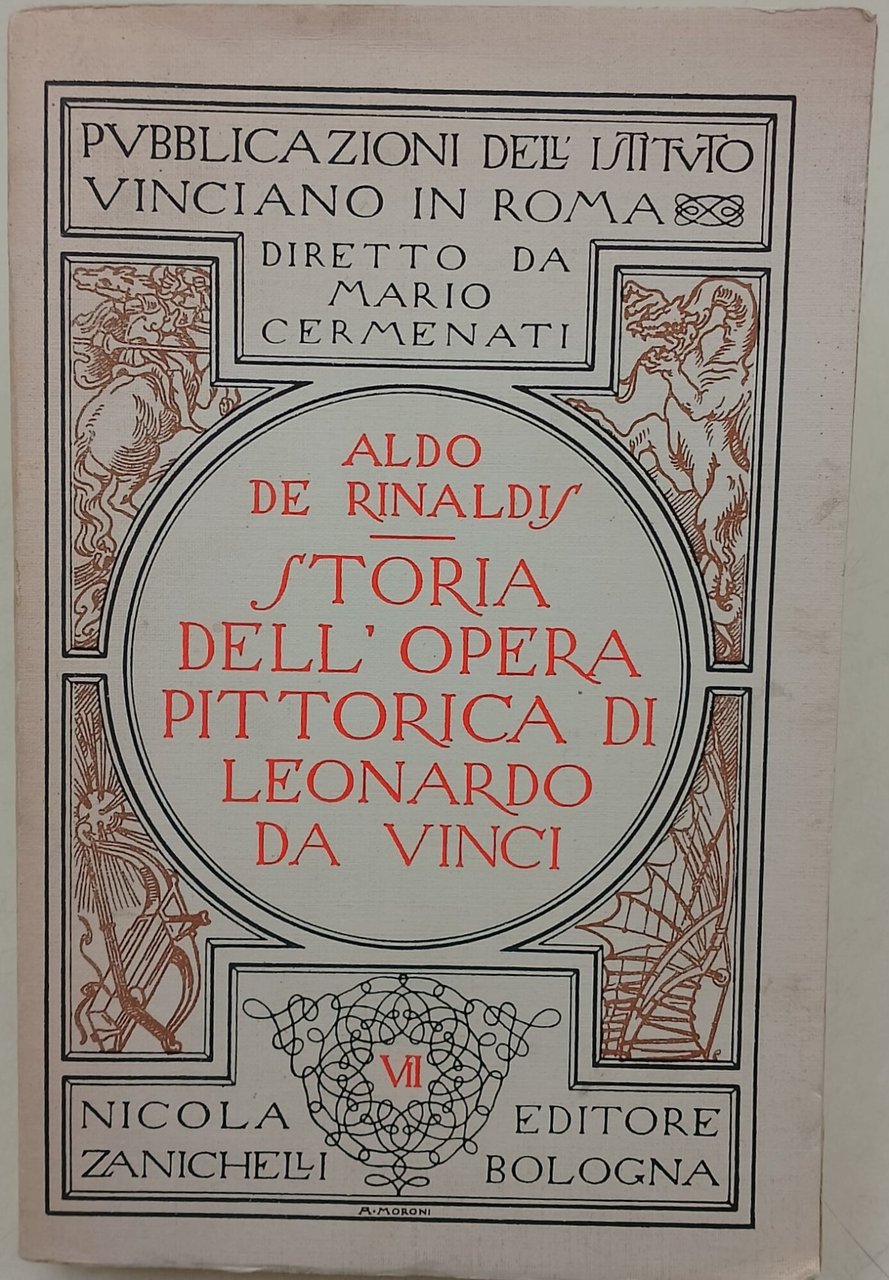 PVBBLICAZIONI DELL' ISTITVTO
VINCIANO IN ROMA
DIRETTO DA
MARIO
CERMENATI
ALDO
DE RINALDIS
STORIA
DELL' OPERA
PITTORICA DI
LEONARDO
DA VINCI
VII
NICOLA EDITORE
ZANICHELLI BOLOGNA
A·MORONI